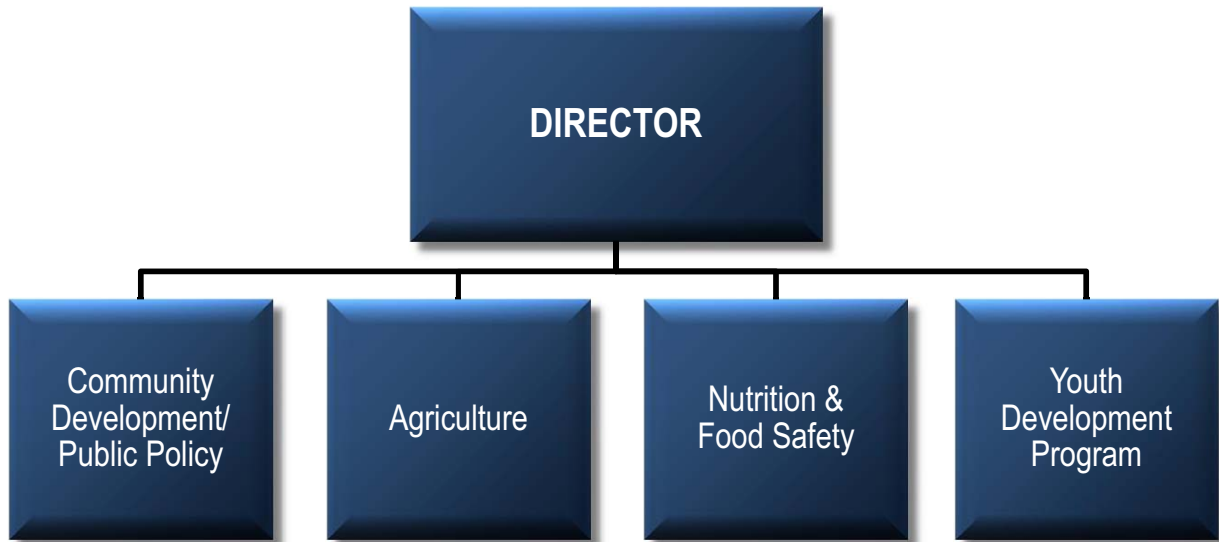 DIRECTOR
Community
Development/
Public Policy
Agriculture
Nutrition &
Food Safety
Youth
Development
Program